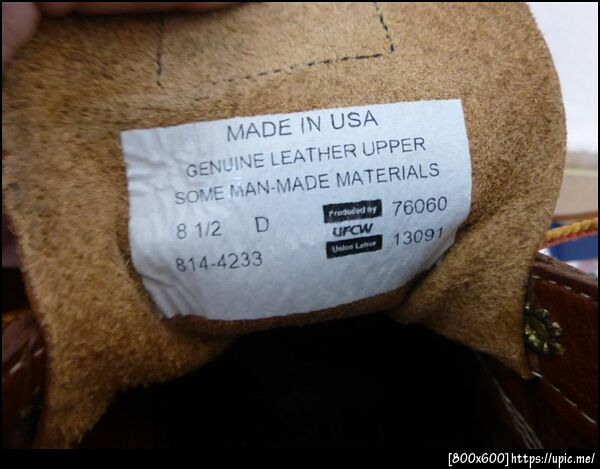 MADE IN USA
GENUINE LEATHER UPPER
SOME MAN-MADE MATERIALS
8 1/2 D Produced by 76060
UFCW
814-4233 Union Labor 13091
[800x600]https://upic.me/